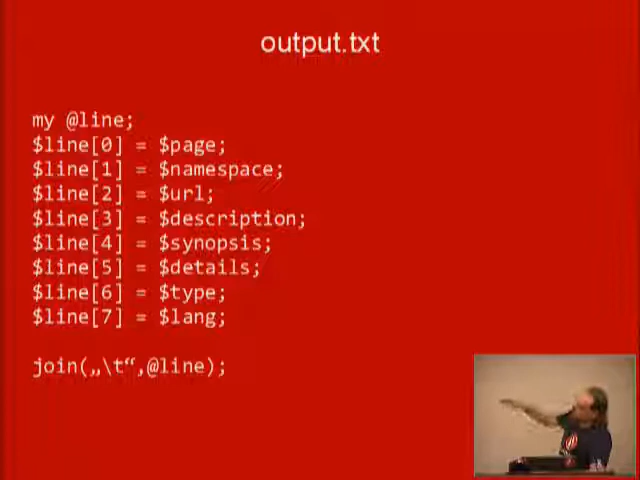 output.txt
my @line;
$line[0] = $page;
$line[1] = $namespace;
$line[2] = $url;
$line[3] = $description;
$line[4] = $synopsis;
$line[5] = $details;
$line[6] = $type;
$line[7] = $lang;
join(„\t“,@line);